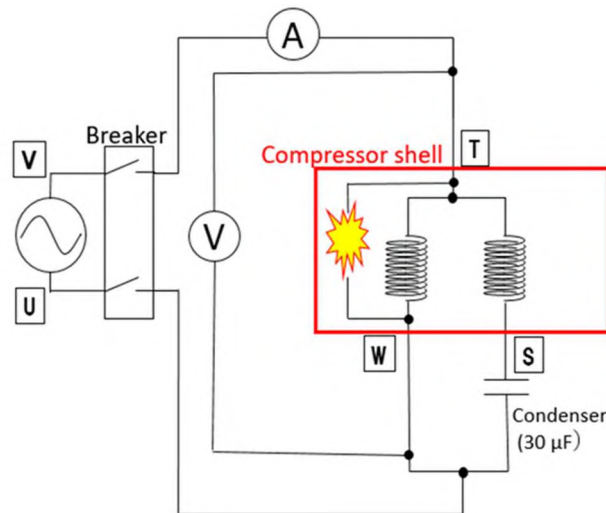 A
Breaker
V
T
Compressor shell
V
U
W
S
Condenser
(30 μF)